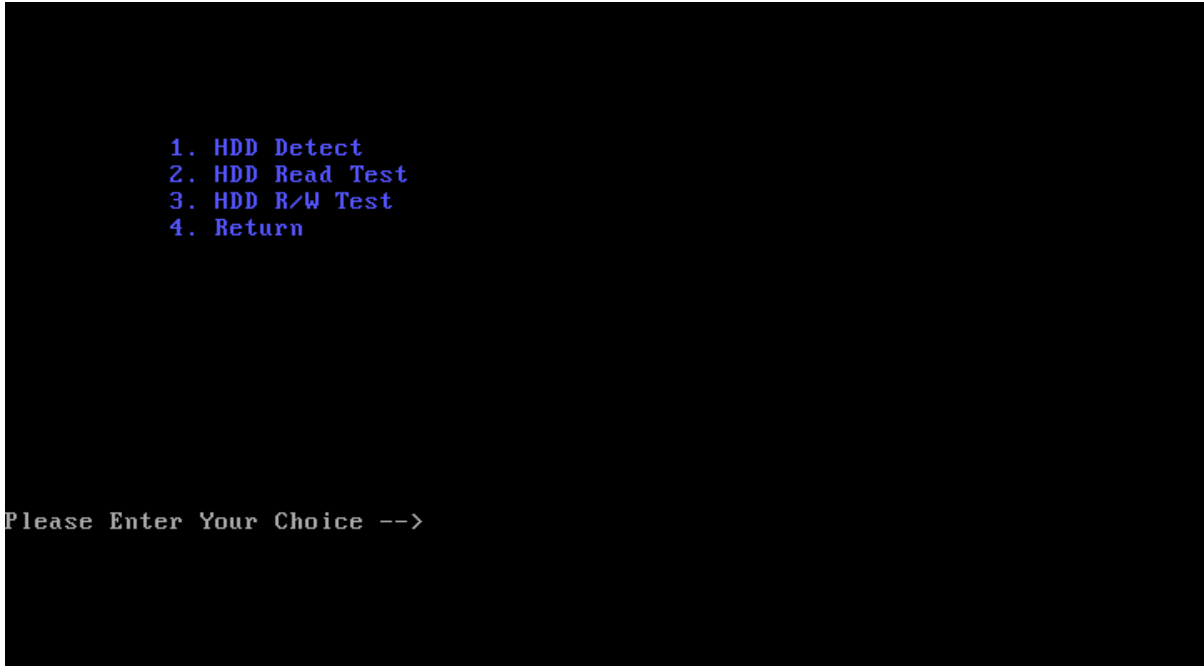 1. HDD Detect
2. HDD Read Test
3. HDD R/W Test
4. Return
Please Enter Your Choice -->